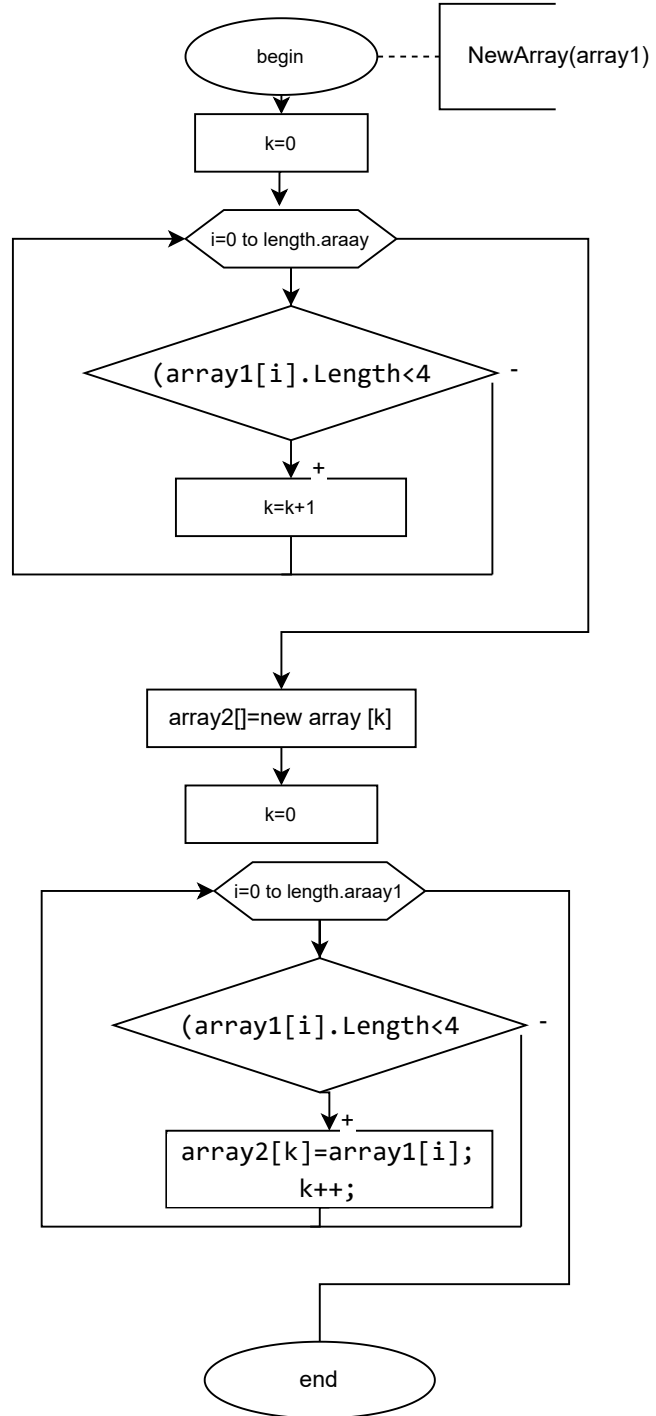 begin
NewArray(array1)
k=0
i=0 to length.araay
(array1[i].Length<4
-
+
k=k+1
array2[]=new array [k]
k=0
i=0 to length.araay1
(array1[i].Length<4
-
+
array2[k]=array1[i];
k++;
end